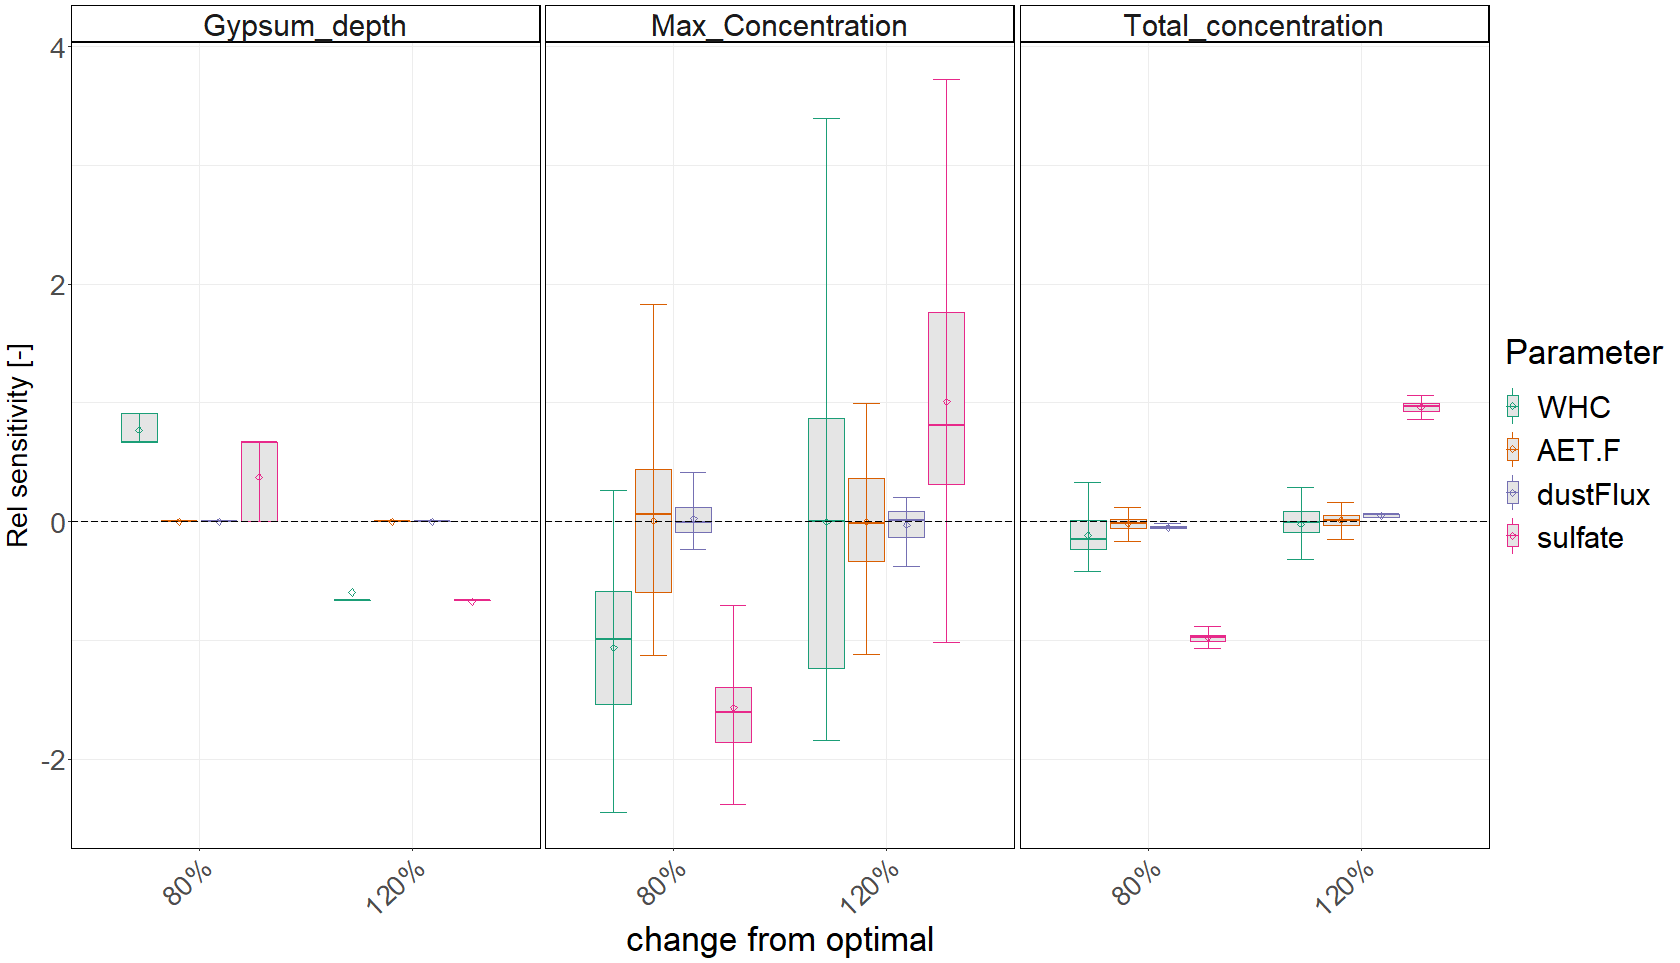 Gypsum_depth
Max_Concentration
Total_concentration
4
2
0
-2
Rel sensitivity [-]
80%
120%
80%
120%
80%
120%
change from optimal
Parameter
WHC
AET.F
dustFlux
sulfate